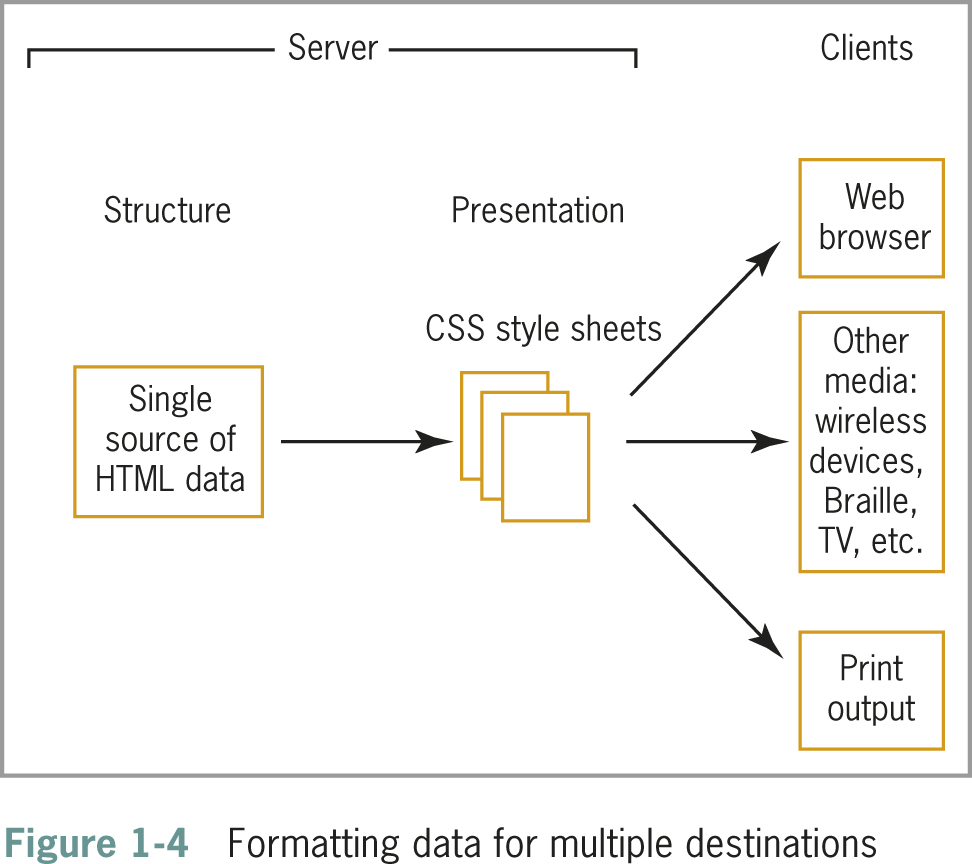 Server
Clients
Structure
Presentation
CSS style sheets
Single
source of
HTML data
Web
browser
Other
media:
wireless
devices,
Braille,
TV, etc.
Print
output
Figure 1-4 Formatting data for multiple destinations